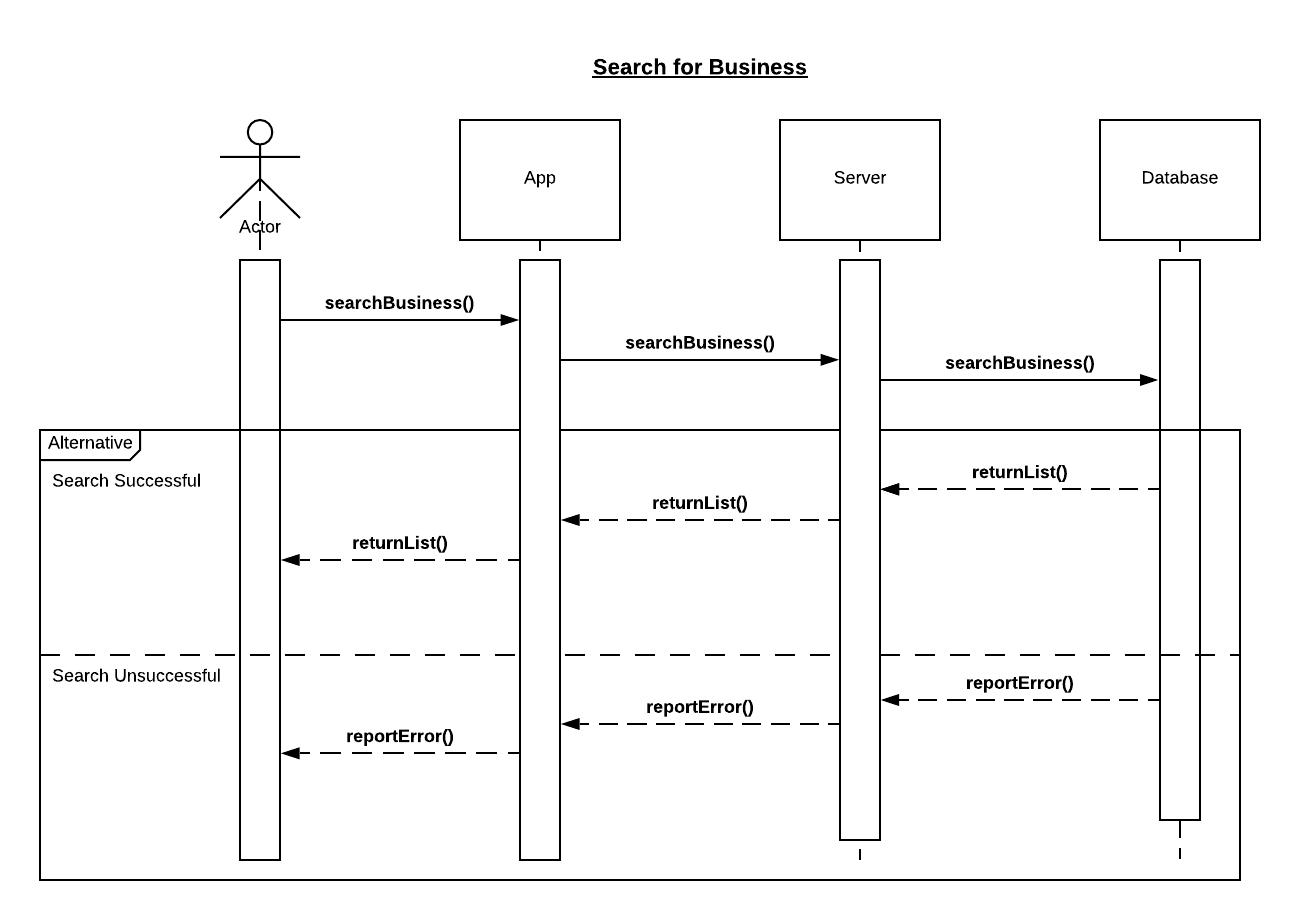 Search for Business
Actor
App
Server
Database
searchBusiness()
searchBusiness()
searchBusiness()
Alternative
Search Successful
returnList()
returnList()
returnList()
Search Unsuccessful
reportError()
reportError()
reportError()